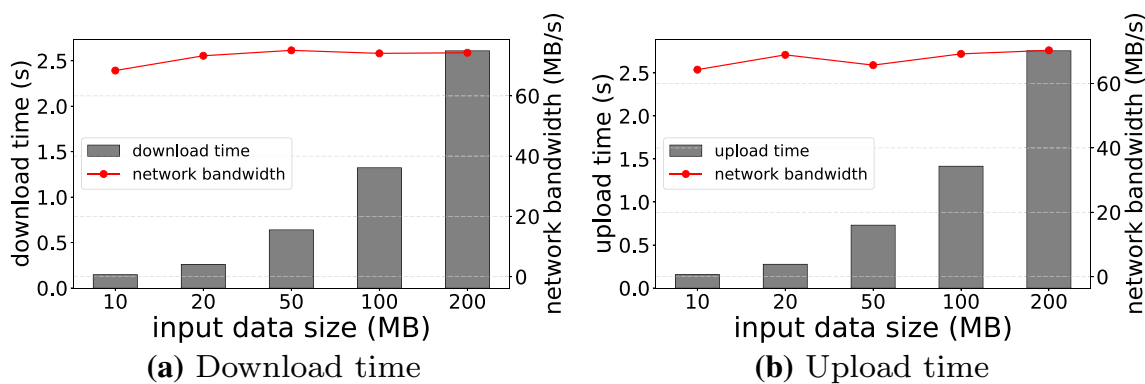 download time (s)
2.5
2.0
1.5
1.0
0.5
0.0
download time
network bandwidth
60
40
20
0
network bandwidth (MB/s)
10 20 50 100 200
input data size (MB)
(a) Download time
upload time (s)
2.5
2.0
1.5
1.0
0.5
0.0
upload time
network bandwidth
60
40
20
0
network bandwidth (MB/s)
10 20 50 100 200
input data size (MB)
(b) Upload time